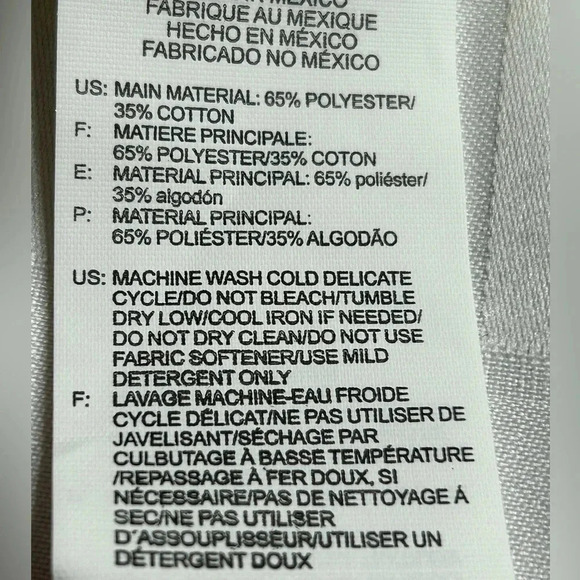 MEXICO
FABRIQUE AU MEXIQUE
HECHO EN MÉXICO
FABRICADO NO MÉXICO
US: MAIN MATERIAL: 65% POLYESTER/
35% COTTON
F: MATIERE PRINCIPALE:
65% POLYESTER/35% COTON
E: MATERIAL PRINCIPAL: 65% poliéster/
35% algodón
P: MATERIAL PRINCIPAL:
65% POLIÉSTER/35% ALGODÃO
US: MACHINE WASH COLD DELICATE
CYCLE/DO NOT BLEACH/TUMBLE
DRY LOW/COOL IRON IF NEEDED/
DO NOT DRY CLEAN/DO NOT USE
FABRIC SOFTENER/USE MILD
DETERGENT ONLY
F: LAVAGE MACHINE-EAU FROIDE
CYCLE DÉLICAT/NE PAS UTILISER DE
JAVELISANT/SÉCHAGE PAR
CULBUTAGE À BASSE TEMPÉRATURE
/REPASSAGE À FER DOUX, SI
NÉCESSAIRE/PAS DE NETTOYAGE Á
SEC/NE PAS UTILISER
D'ASSOUPLISSEUR/UTILISER UN
DÉTERGENT DOUX